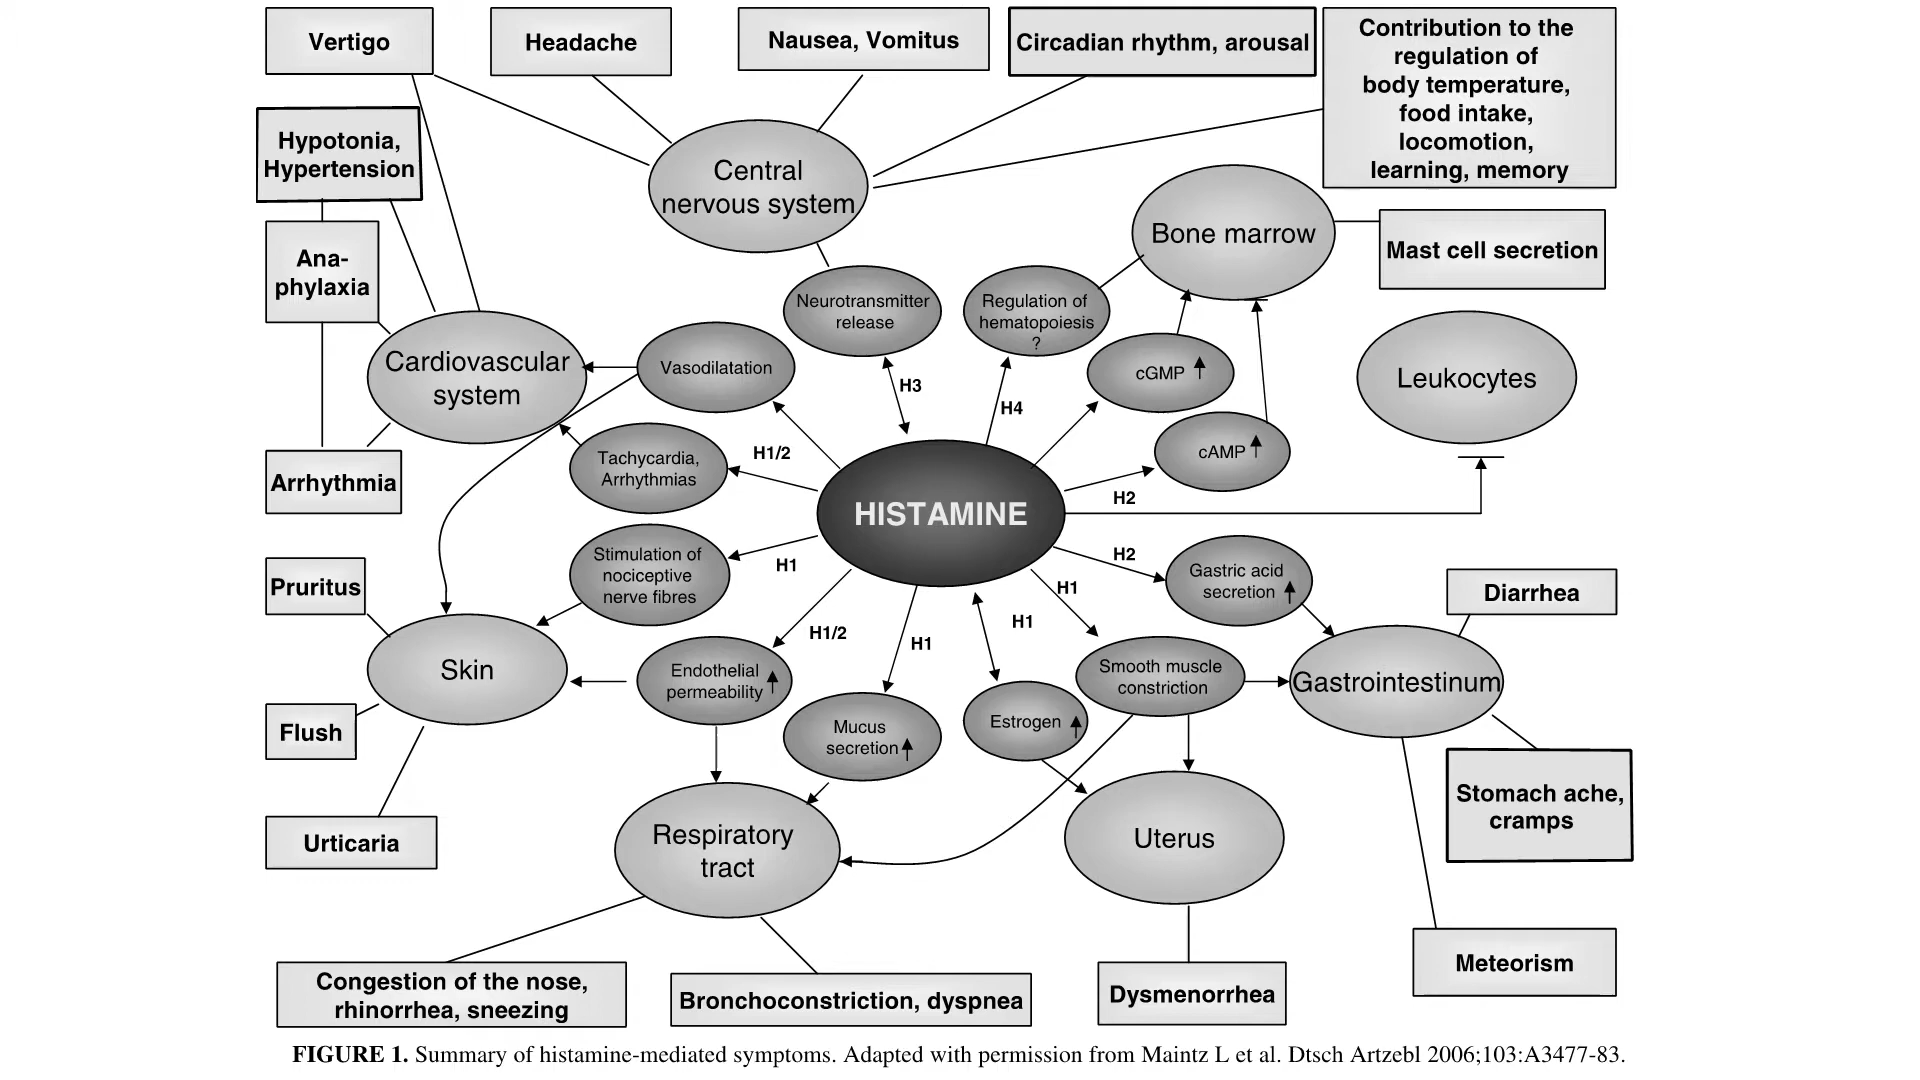 Vertigo
Headache
Nausea, Vomitus
Circadian rhythm, arousal
Contribution to the
regulation of
body temperature,
food intake,
locomotion,
learning, memory
Hypotonia,
Hypertension
Central
nervous system
Bone marrow
Mast cell secretion
Ana-
phylaxia
Neurotransmitter
release
Regulation of
hematopoiesis
?
Cardiovascular
system
Vasodilatation
H3
H4
cGMP
Leukocytes
Tachycardia,
Arrhythmias
H1/2
cAMP
H2
Arrhythmia
HISTAMINE
Stimulation of
nociceptive
nerve fibres
H1
H2
Gastric acid
secretion
Diarrhea
Pruritus
H1/2
H1
H1
H1
Skin
Endothelial
permeability
Smooth muscle
constriction
Gastrointestinum
Flush
Mucus
secretion
Estrogen
Urticaria
Respiratory
tract
Uterus
Stomach ache,
cramps
Meteorism
Congestion of the nose,
rhinorrhea, sneezing
Bronchoconstriction, dyspnea
Dysmenorrhea
FIGURE 1. Summary of histamine-mediated symptoms. Adapted with permission from Maintz L et al. Dtsch Artzebl 2006;103:A3477-83.